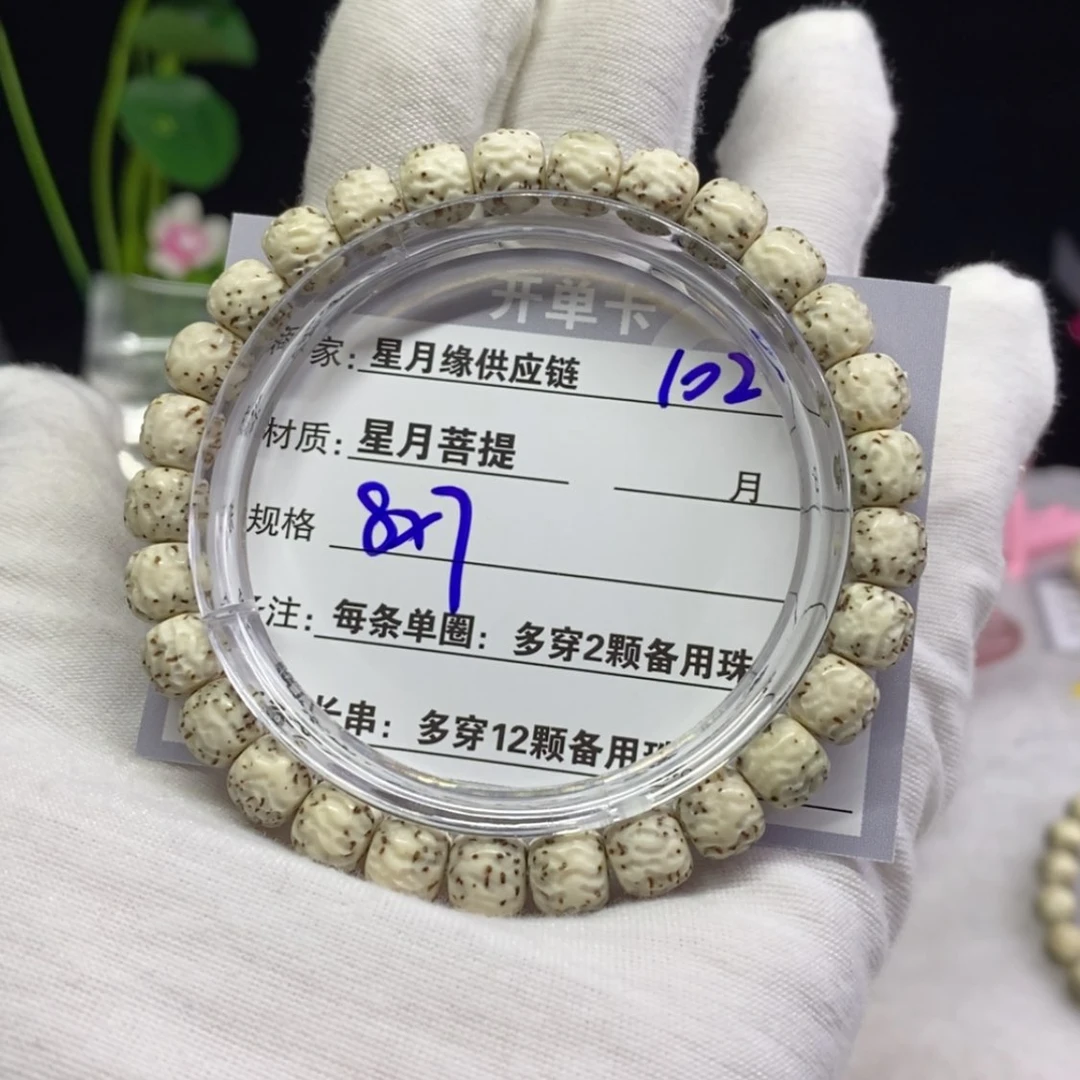 开单卡
家：星月缘供应链 102
材质：星月菩提 月
规格 8x7
注：每条单圈：多穿2颗备用珠
长串：多穿12颗备用珠